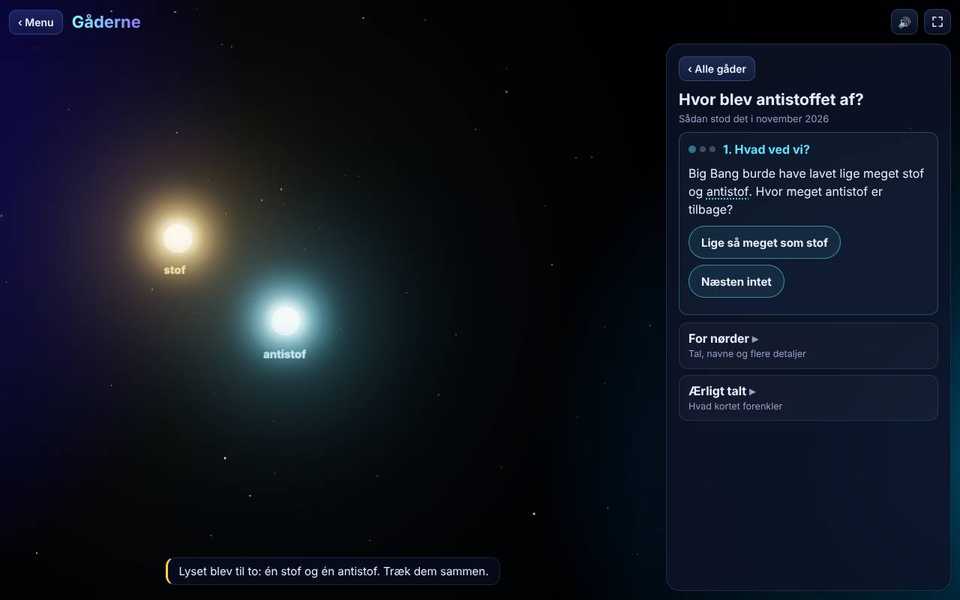 ‹ Menu
Gåderne
‹ Alle gåder
Hvor blev antistoffet af?
Sådan stod det i november 2026
1. Hvad ved vi?
Big Bang burde have lavet lige meget stof
og antistof. Hvor meget antistof er
tilbage?
Lige så meget som stof
Næsten intet
For nørder ▸
Tal, navne og flere detaljer
Ærligt talt ▸
Hvad kortet forenkler
stof
antistof
Lyset blev til to: én stof og én antistof. Træk dem sammen.